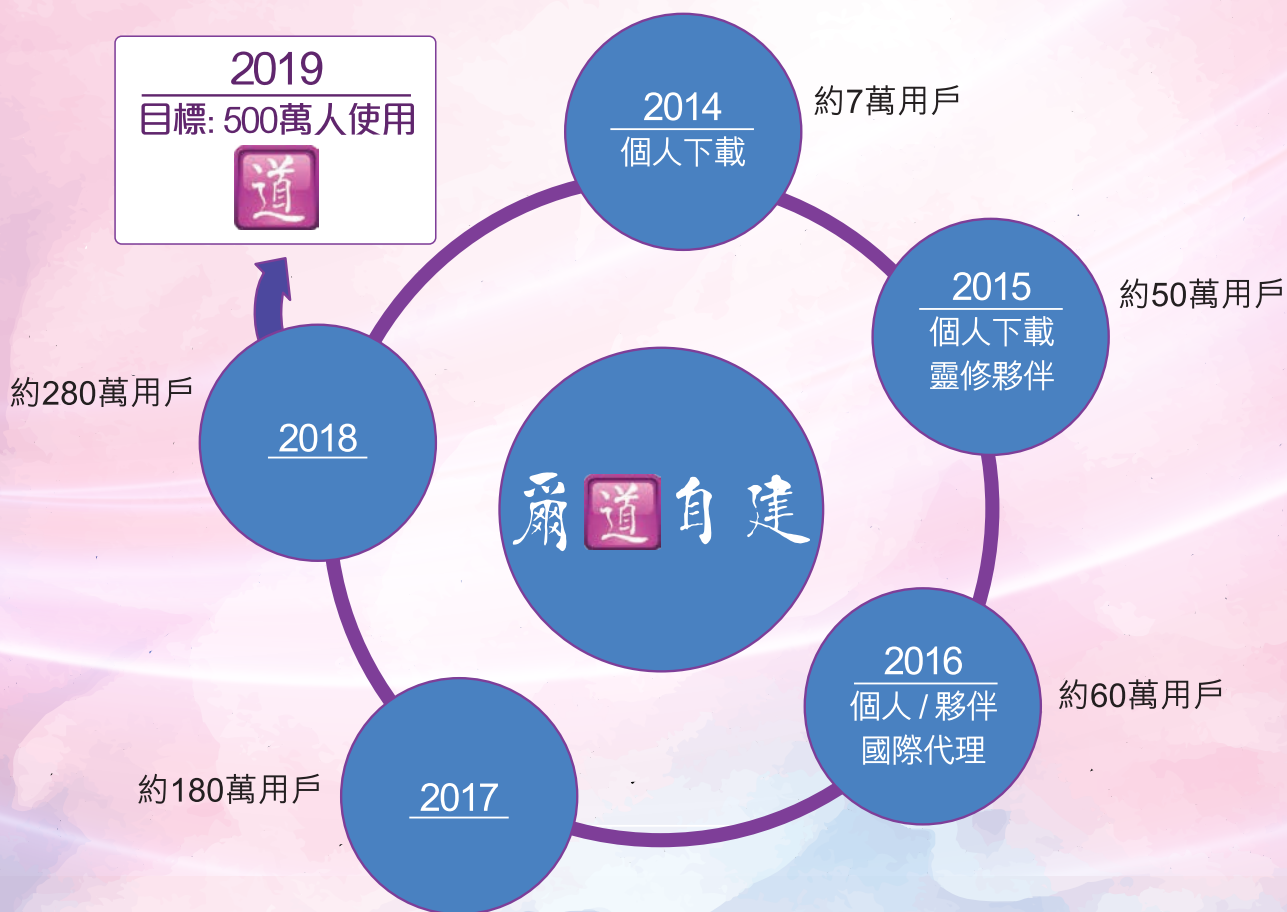 2019
目標: 500萬人使用
道
2014
個人下載
約7萬用戶
2015
個人下載
靈修夥伴
約50萬用戶
2016
個人 / 夥伴
國際代理
約60萬用戶
2017
約180萬用戶
2018
約280萬用戶
爾道自建